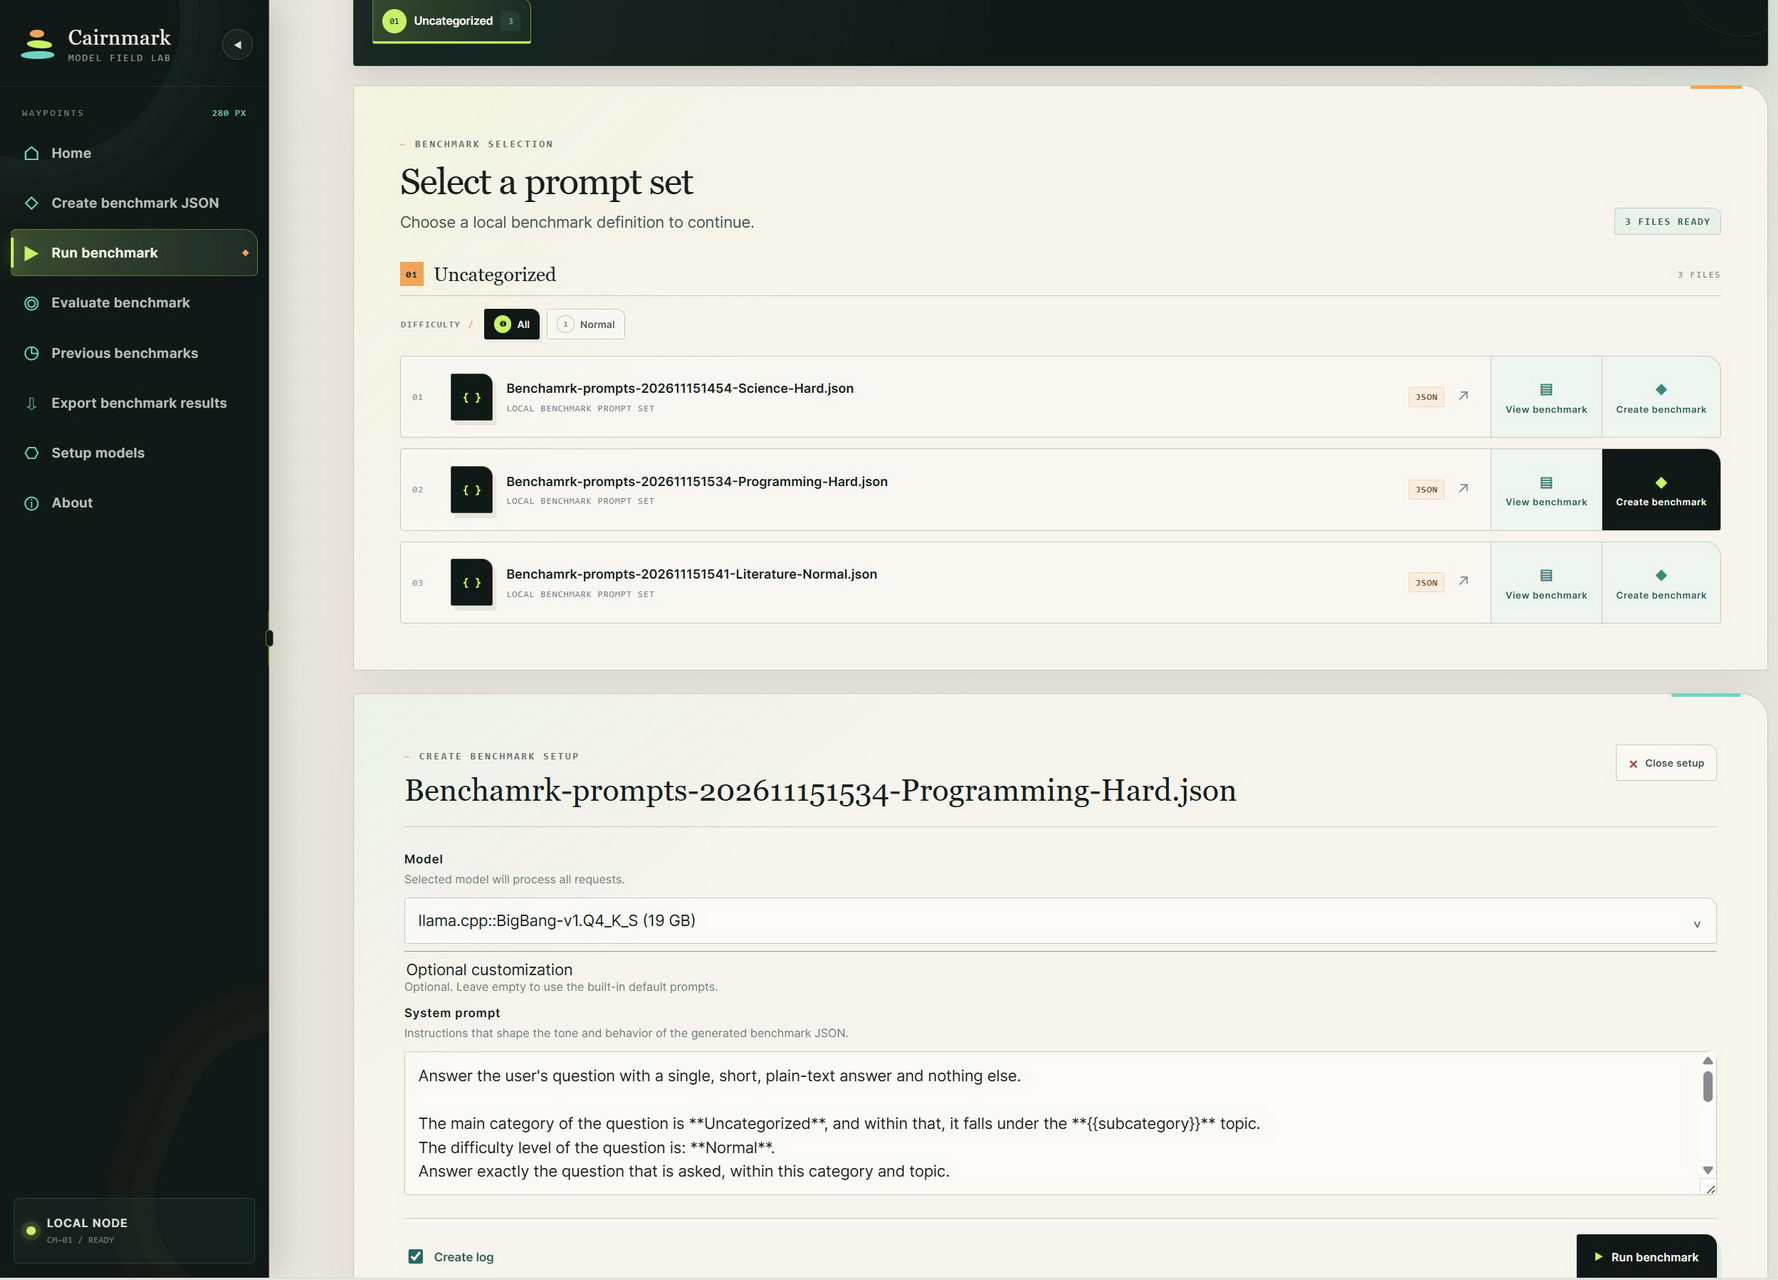 Cairnmark
MODEL FIELD LAB
WAYPOINTS 280 PX
Home
Create benchmark JSON
Run benchmark
Evaluate benchmark
Previous benchmarks
Export benchmark results
Setup models
About
LOCAL NODE
CM-01 / READY
01 Uncategorized 3
— BENCHMARK SELECTION
Select a prompt set
Choose a local benchmark definition to continue.
3 FILES READY
01 Uncategorized
3 FILES
DIFFICULTY / All 1 Normal
01 { } Benchamrk-prompts-202611151454-Science-Hard.json
LOCAL BENCHMARK PROMPT SET
JSON
View benchmark
Create benchmark
02 { } Benchamrk-prompts-202611151534-Programming-Hard.json
LOCAL BENCHMARK PROMPT SET
JSON
View benchmark
Create benchmark
03 { } Benchamrk-prompts-202611151541-Literature-Normal.json
LOCAL BENCHMARK PROMPT SET
JSON
View benchmark
Create benchmark
— CREATE BENCHMARK SETUP
Close setup
Benchamrk-prompts-202611151534-Programming-Hard.json
Model
Selected model will process all requests.
llama.cpp::BigBang-v1.Q4_K_S (19 GB)
Optional customization
Optional. Leave empty to use the built-in default prompts.
System prompt
Instructions that shape the tone and behavior of the generated benchmark JSON.
Answer the user's question with a single, short, plain-text answer and nothing else.
The main category of the question is **Uncategorized**, and within that, it falls under the **{{subcategory}}** topic.
The difficulty level of the question is: **Normal**.
Answer exactly the question that is asked, within this category and topic.
Create log
Run benchmark